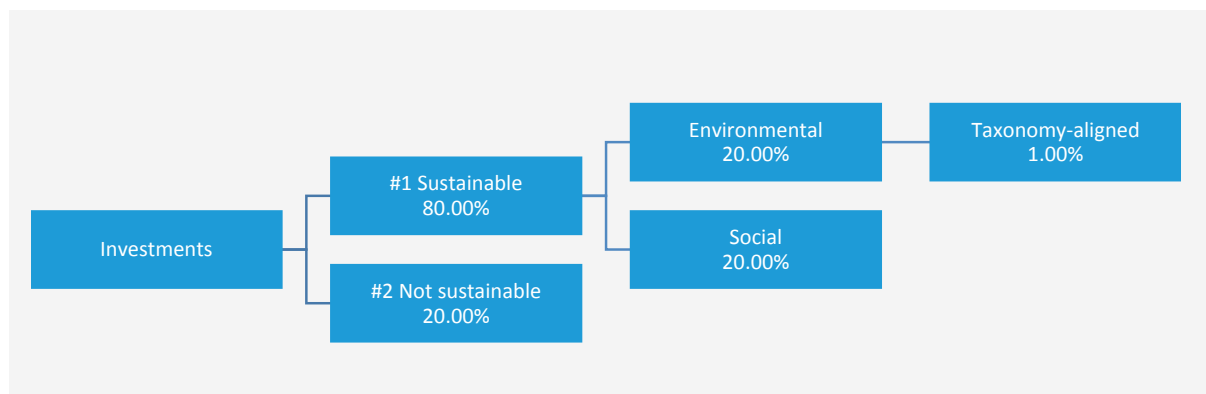 Investments
#1 Sustainable
80.00%
#2 Not sustainable
20.00%
Environmental
20.00%
Social
20.00%
Taxonomy-aligned
1.00%